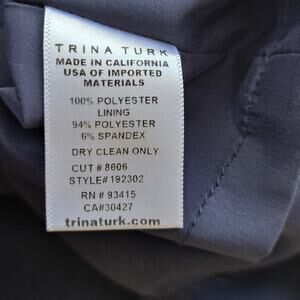 TRINA TURK
MADE IN CALIFORNIA
USA OF IMPORTED
MATERIALS
100% POLYESTER
LINING
94% POLYESTER
6% SPANDEX
DRY CLEAN ONLY
CUT # 8606
STYLE# 192302
RN # 93415
CA#30427
trinaturk.com